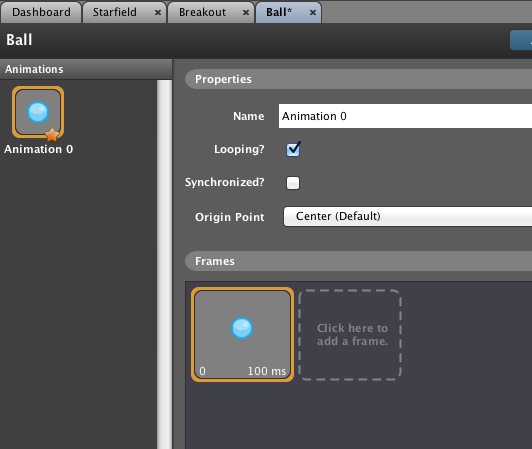 Dashboard Starfield × Breakout × Ball* ×
Ball
Animations
Animation 0
Properties
Name Animation 0
Looping?
Synchronized?
Origin Point Center (Default)
Frames
0 100 ms
Click here to
add a frame.